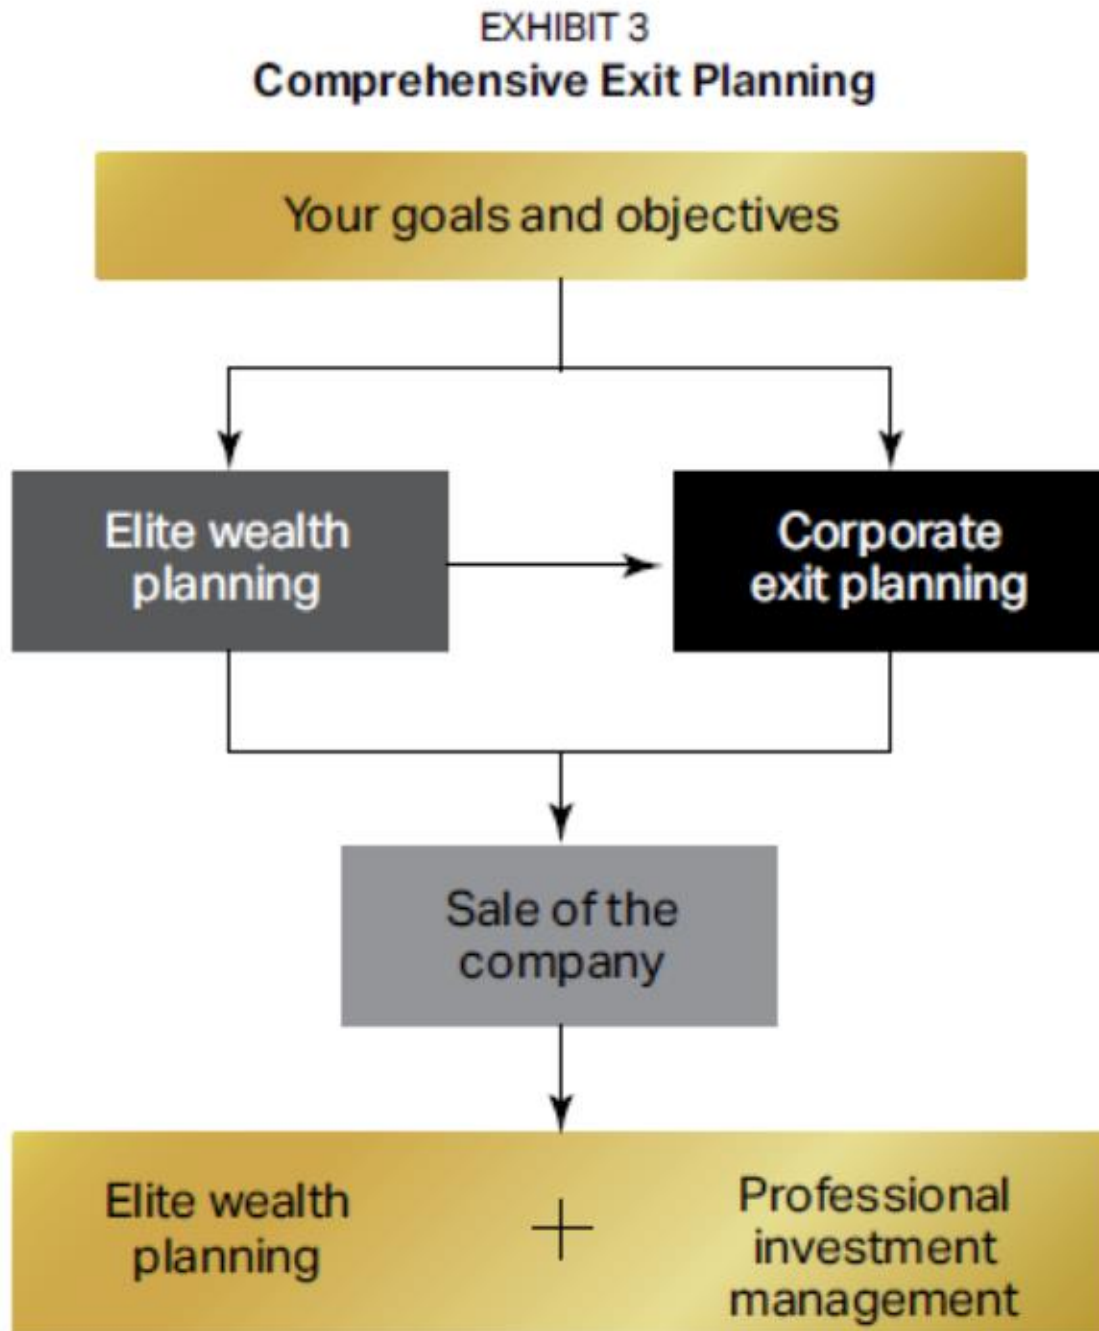 EXHIBIT 3
Comprehensive Exit Planning
Your goals and objectives
Elite wealth
planning
Corporate
exit planning
Sale of the
company
Elite wealth
planning
+
Professional
investment
management